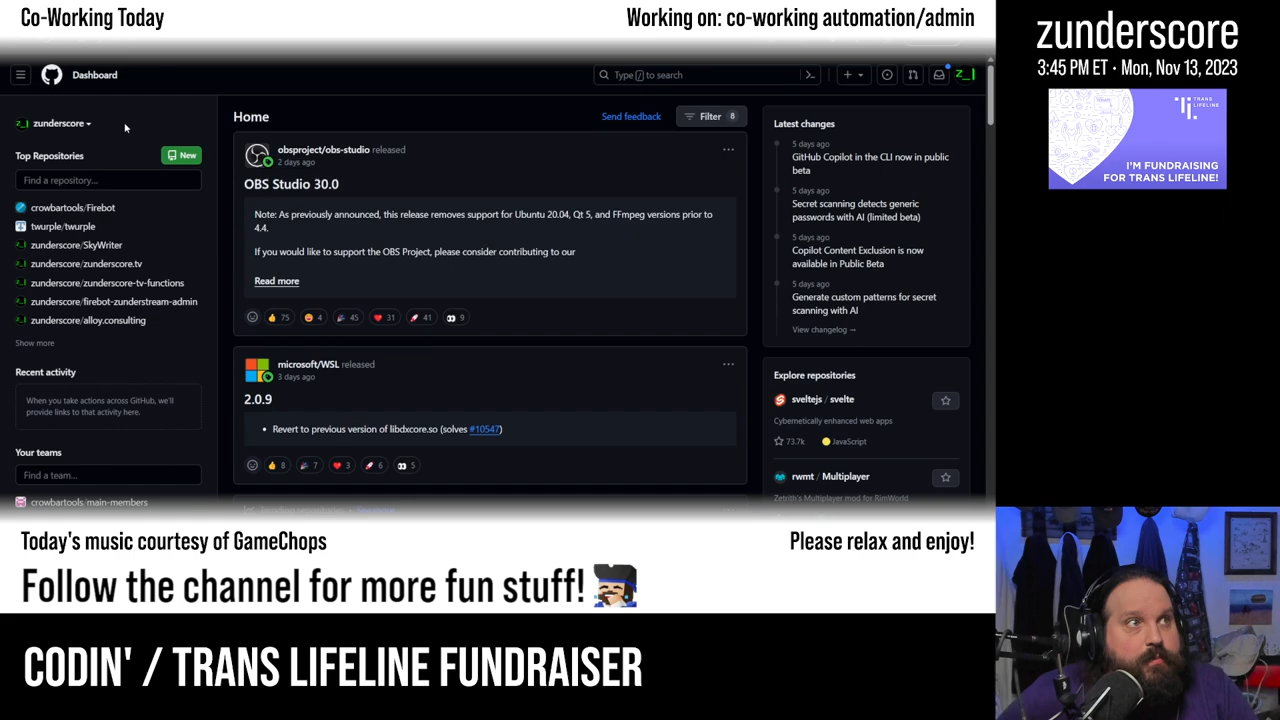 Co-Working Today
Working on: co-working automation/admin
zunderscore
3:45 PM ET · Mon, Nov 13, 2023
TRANS
LIFELINE
I'M FUNDRAISING
FOR TRANS LIFELINE!
Dashboard
Type / to search
zunderscore
Top Repositories
New
Find a repository...
crowbartools/Firebot
twurple/twurple
zunderscore/SkyWriter
zunderscore/zunderscore.tv
zunderscore/zunderscore-tv-functions
zunderscore/firebot-zunderstream-admin
zunderscore/alloy.consulting
Show more
Recent activity
When you take actions across GitHub, we'll
provide links to that activity here.
Your teams
Find a team...
crowbartools/main-members
Home
Send feedback
Filter 8
obsproject/obs-studio released
2 days ago
OBS Studio 30.0
Note: As previously announced, this release removes support for Ubuntu 20.04, Qt 5, and FFmpeg versions prior to
4.4.
If you would like to support the OBS Project, please consider contributing to our
Read more
75 4 45 31 41 9
microsoft/WSL released
3 days ago
2.0.9
Revert to previous version of libdxcore.so (solves #10547)
8 7 3 6 5
Latest changes
5 days ago
GitHub Copilot in the CLI now in public
beta
5 days ago
Secret scanning detects generic
passwords with AI (limited beta)
5 days ago
Copilot Content Exclusion is now
available in Public Beta
5 days ago
Generate custom patterns for secret
scanning with AI
View changelog →
Explore repositories
sveltejs / svelte
Cybernetically enhanced web apps
73.7k JavaScript
rwmt / Multiplayer
Zetrith's Multiplayer mod for RimWorld.
Today's music courtesy of GameChops
Please relax and enjoy!
Follow the channel for more fun stuff!
CODIN' / TRANS LIFELINE FUNDRAISER